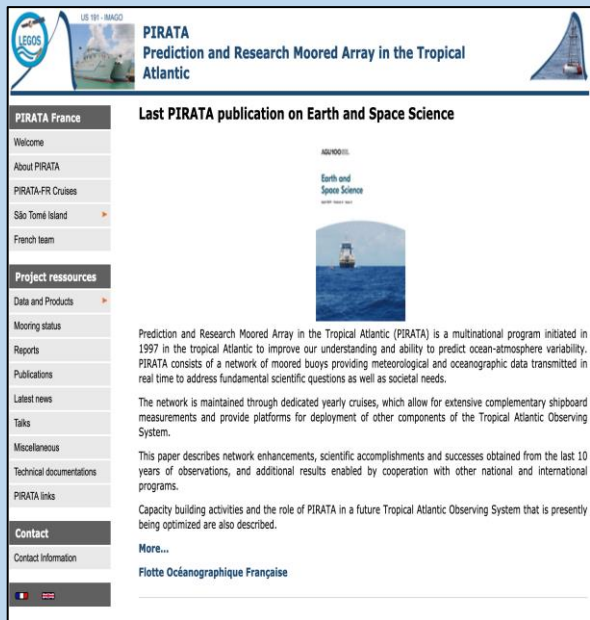 US 191 - IMAGO
LEGOS
PIRATA
Prediction and Research Moored Array in the Tropical
Atlantic
PIRATA France
Welcome
About PIRATA
PIRATA-FR Cruises
São Tomé Island
French team
Project ressources
Data and Products
Mooring status
Reports
Publications
Latest news
Talks
Miscellaneous
Technical documentations
PIRATA links
Contact
Contact Information
Last PIRATA publication on Earth and Space Science
AGU100
Earth and
Space Science
Prediction and Research Moored Array in the Tropical Atlantic (PIRATA) is a multinational program initiated in
1997 in the tropical Atlantic to improve our understanding and ability to predict ocean-atmosphere variability.
PIRATA consists of a network of moored buoys providing meteorological and oceanographic data transmitted in
real time to address fundamental scientific questions as well as societal needs.
The network is maintained through dedicated yearly cruises, which allow for extensive complementary shipboard
measurements and provide platforms for deployment of other components of the Tropical Atlantic Observing
System.
This paper describes network enhancements, scientific accomplishments and successes obtained from the last 10
years of observations, and additional results enabled by cooperation with other national and international
programs.
Capacity building activities and the role of PIRATA in a future Tropical Atlantic Observing System that is presently
being optimized are also described.
More...
Flotte Océanographique Française